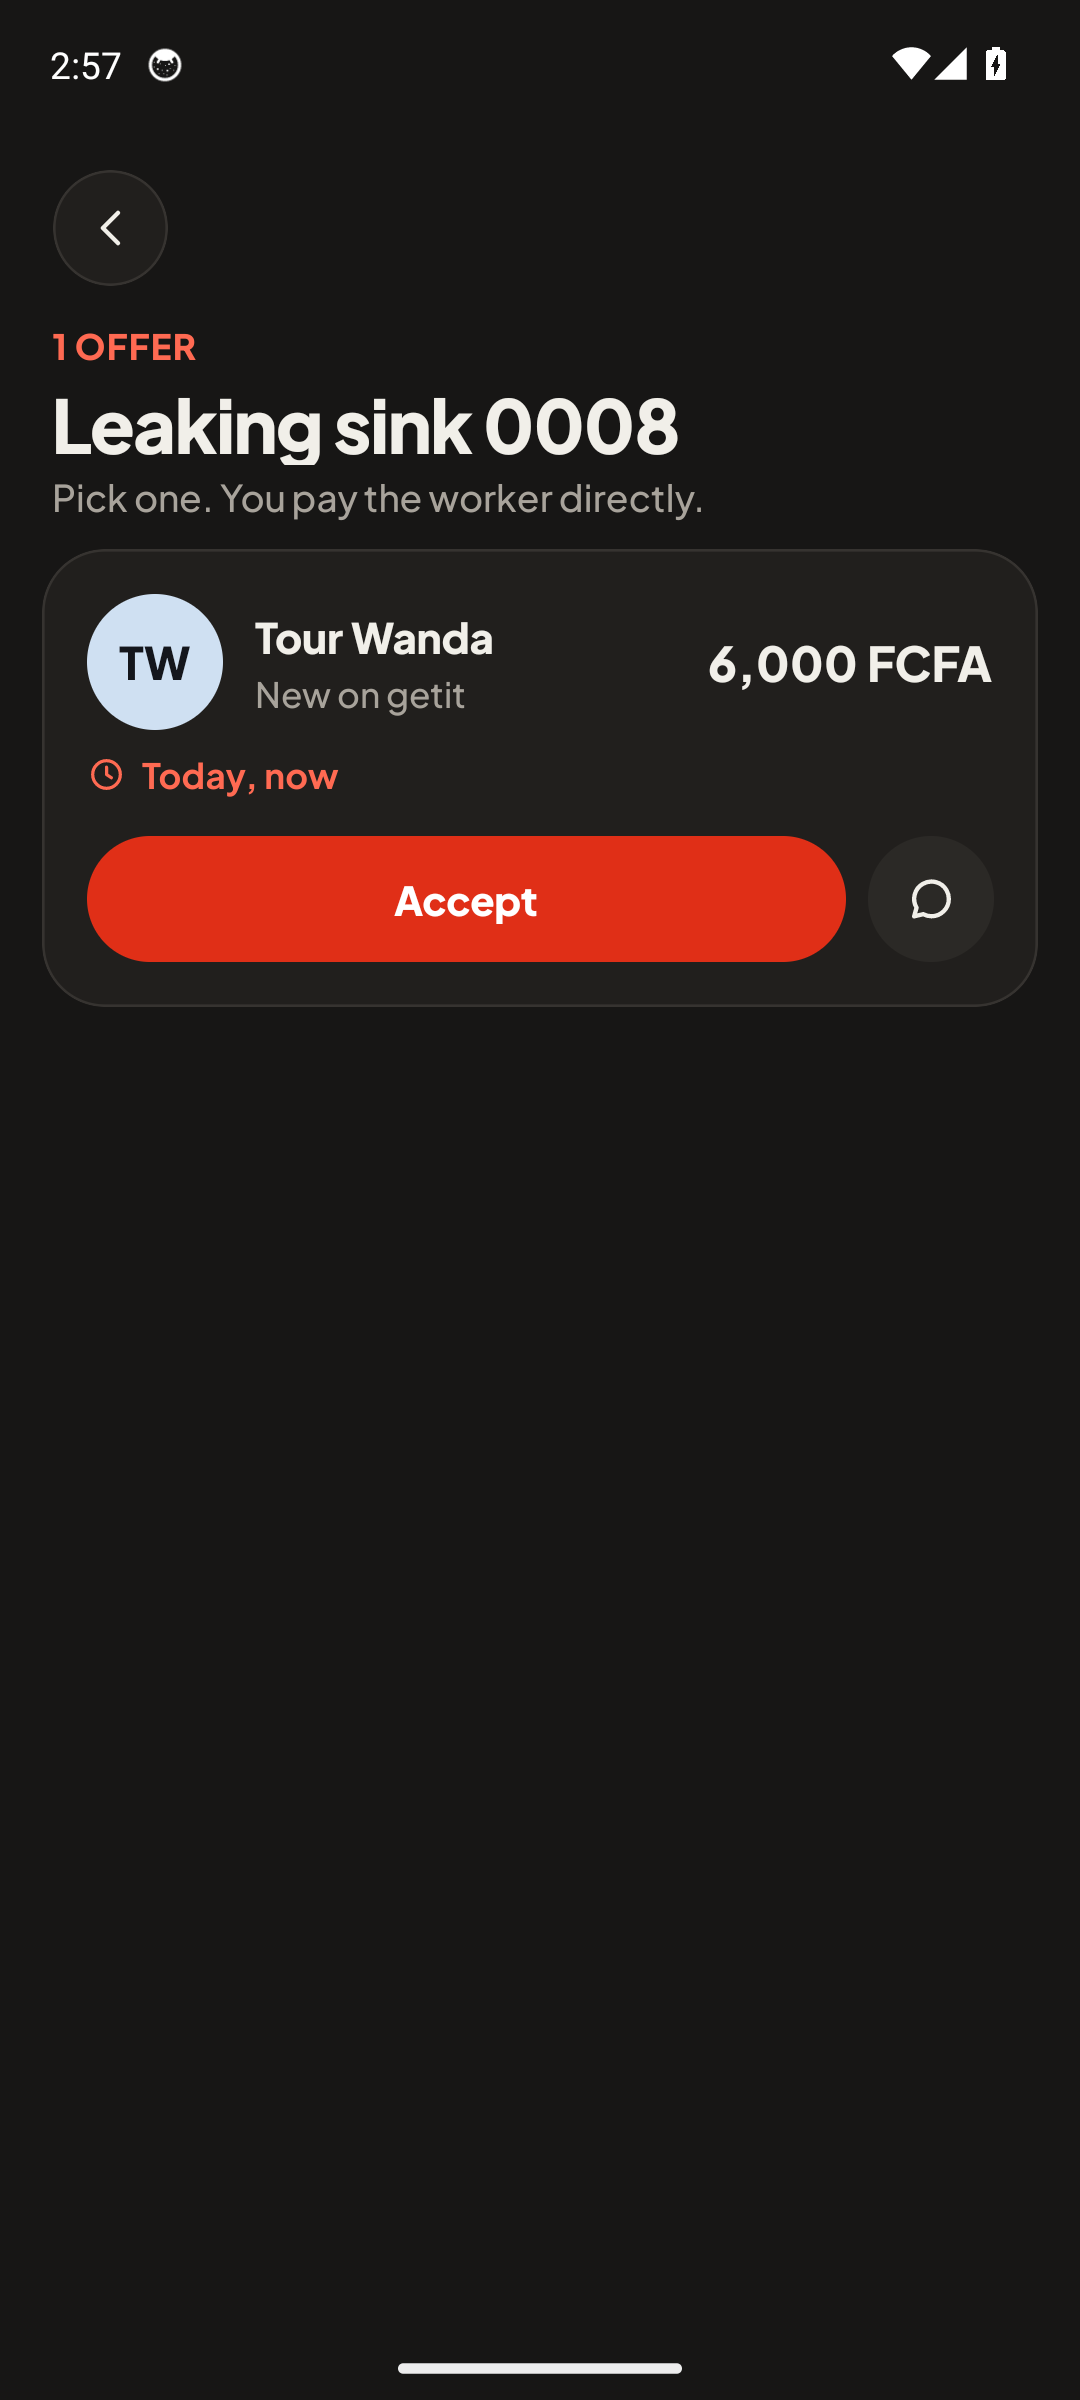 2:57
1 OFFER
Leaking sink 0008
Pick one. You pay the worker directly.
TW
Tour Wanda
New on getit
6,000 FCFA
Today, now
Accept